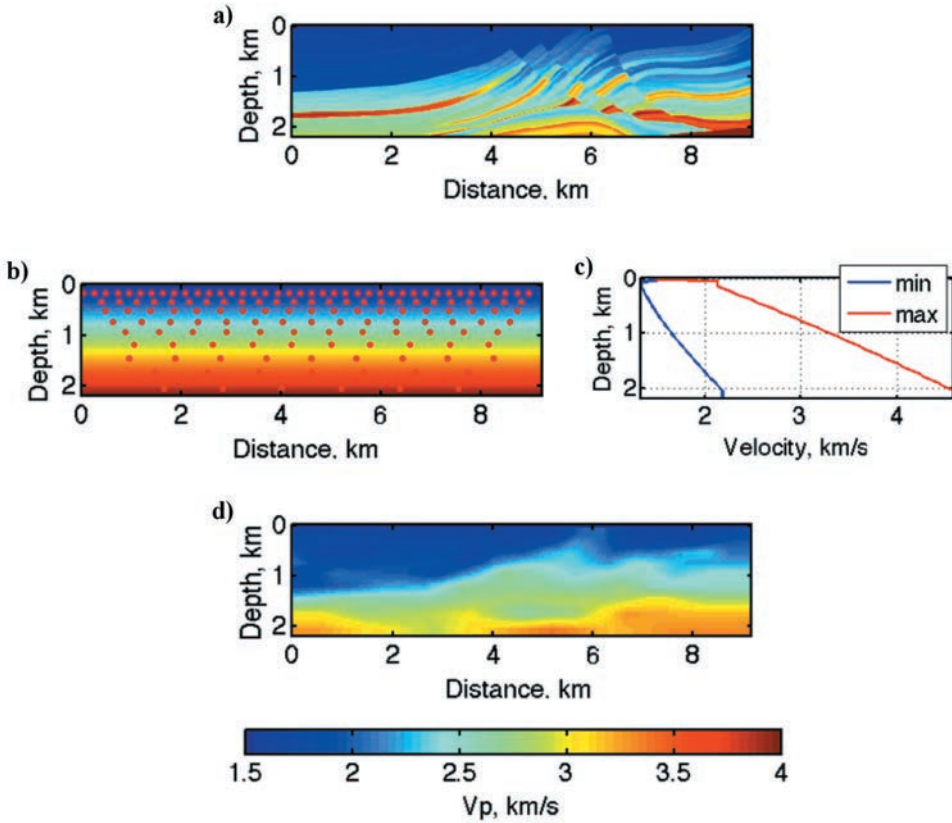 a)
0
1
2
Depth, km
0 2 4 6 8
Distance, km
b)
0
1
2
Depth, km
0 2 4 6 8
Distance, km
c)
0
1
2
Depth, km
min
max
2 3 4
Velocity, km/s
d)
0
1
2
Depth, km
0 2 4 6 8
Distance, km
1.5 2 2.5 3 3.5 4
Vp, km/s